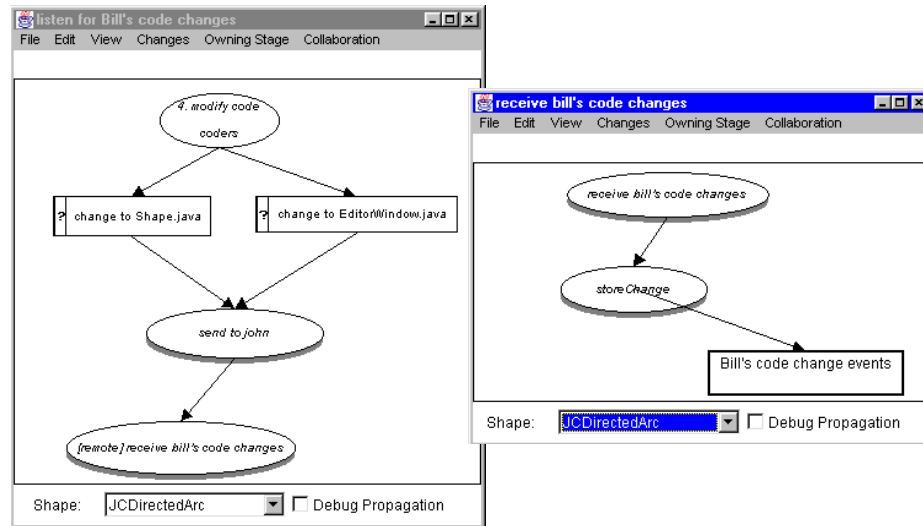 listen for Bill's code changes
File Edit View Changes Owning Stage Collaboration
4. modify code
coders
? change to Shape.java
? change to EditorWindow.java
send to john
[remote] receive bill's code changes
Shape: JCDirectedArc Debug Propagation
receive bill's code changes
File Edit View Changes Owning Stage Collaboration
receive bill's code changes
storeChange
Bill's code change events
Shape: JCDirectedArc Debug Propagation